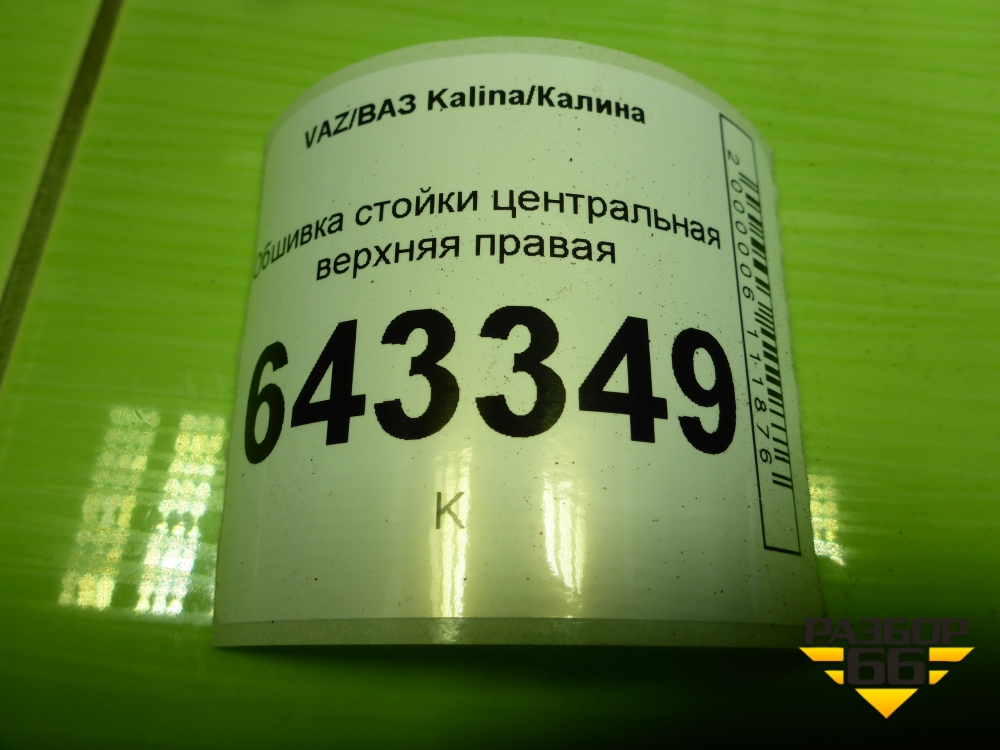 VAZ/ВАЗ Kalina/Калина
Обшивка стойки центральная
верхняя правая
643349
K
2000006111876
РАЗБОР
66